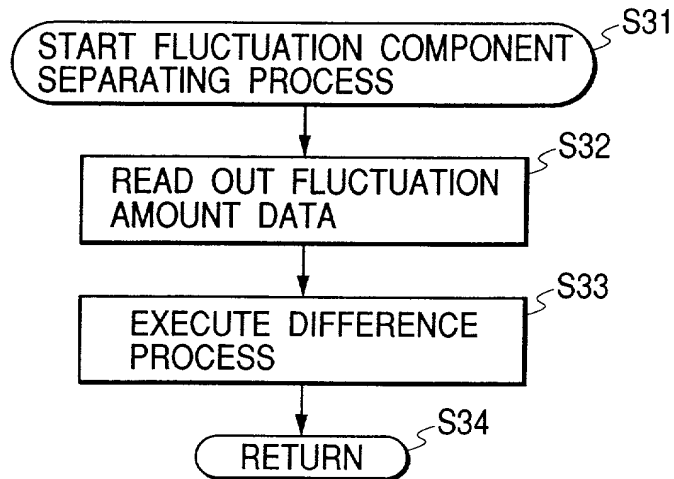 START FLUCTUATION COMPONENT
SEPARATING PROCESS
S31
READ OUT FLUCTUATION
AMOUNT DATA
S32
EXECUTE DIFFERENCE
PROCESS
S33
RETURN
S34